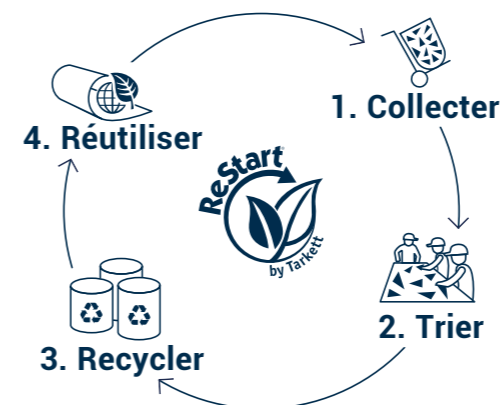 1. Collecter
4. Réutiliser
ReStart
by Tarkett
2. Trier
3. Recycler